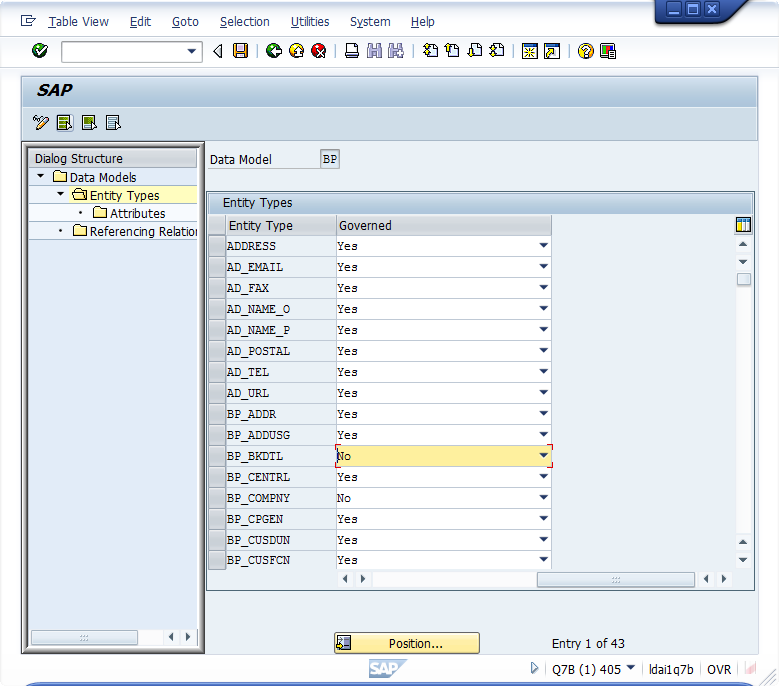 Table View Edit Goto Selection Utilities System Help
SAP
Dialog Structure
Data Models
Entity Types
Attributes
Referencing Relation
Data Model BP
Entity Types
Entity Type Governed
ADDRESS Yes
AD_EMAIL Yes
AD_FAX Yes
AD_NAME_O Yes
AD_NAME_P Yes
AD_POSTAL Yes
AD_TEL Yes
AD_URL Yes
BP_ADDR Yes
BP_ADDUSG Yes
BP_BKDTL No
BP_CENTRL Yes
BP_COMPNY No
BP_CPGEN Yes
BP_CUSDUN Yes
BP_CUSFCN Yes
Position... Entry 1 of 43
SAP Q7B (1) 405 ldai1q7b OVR